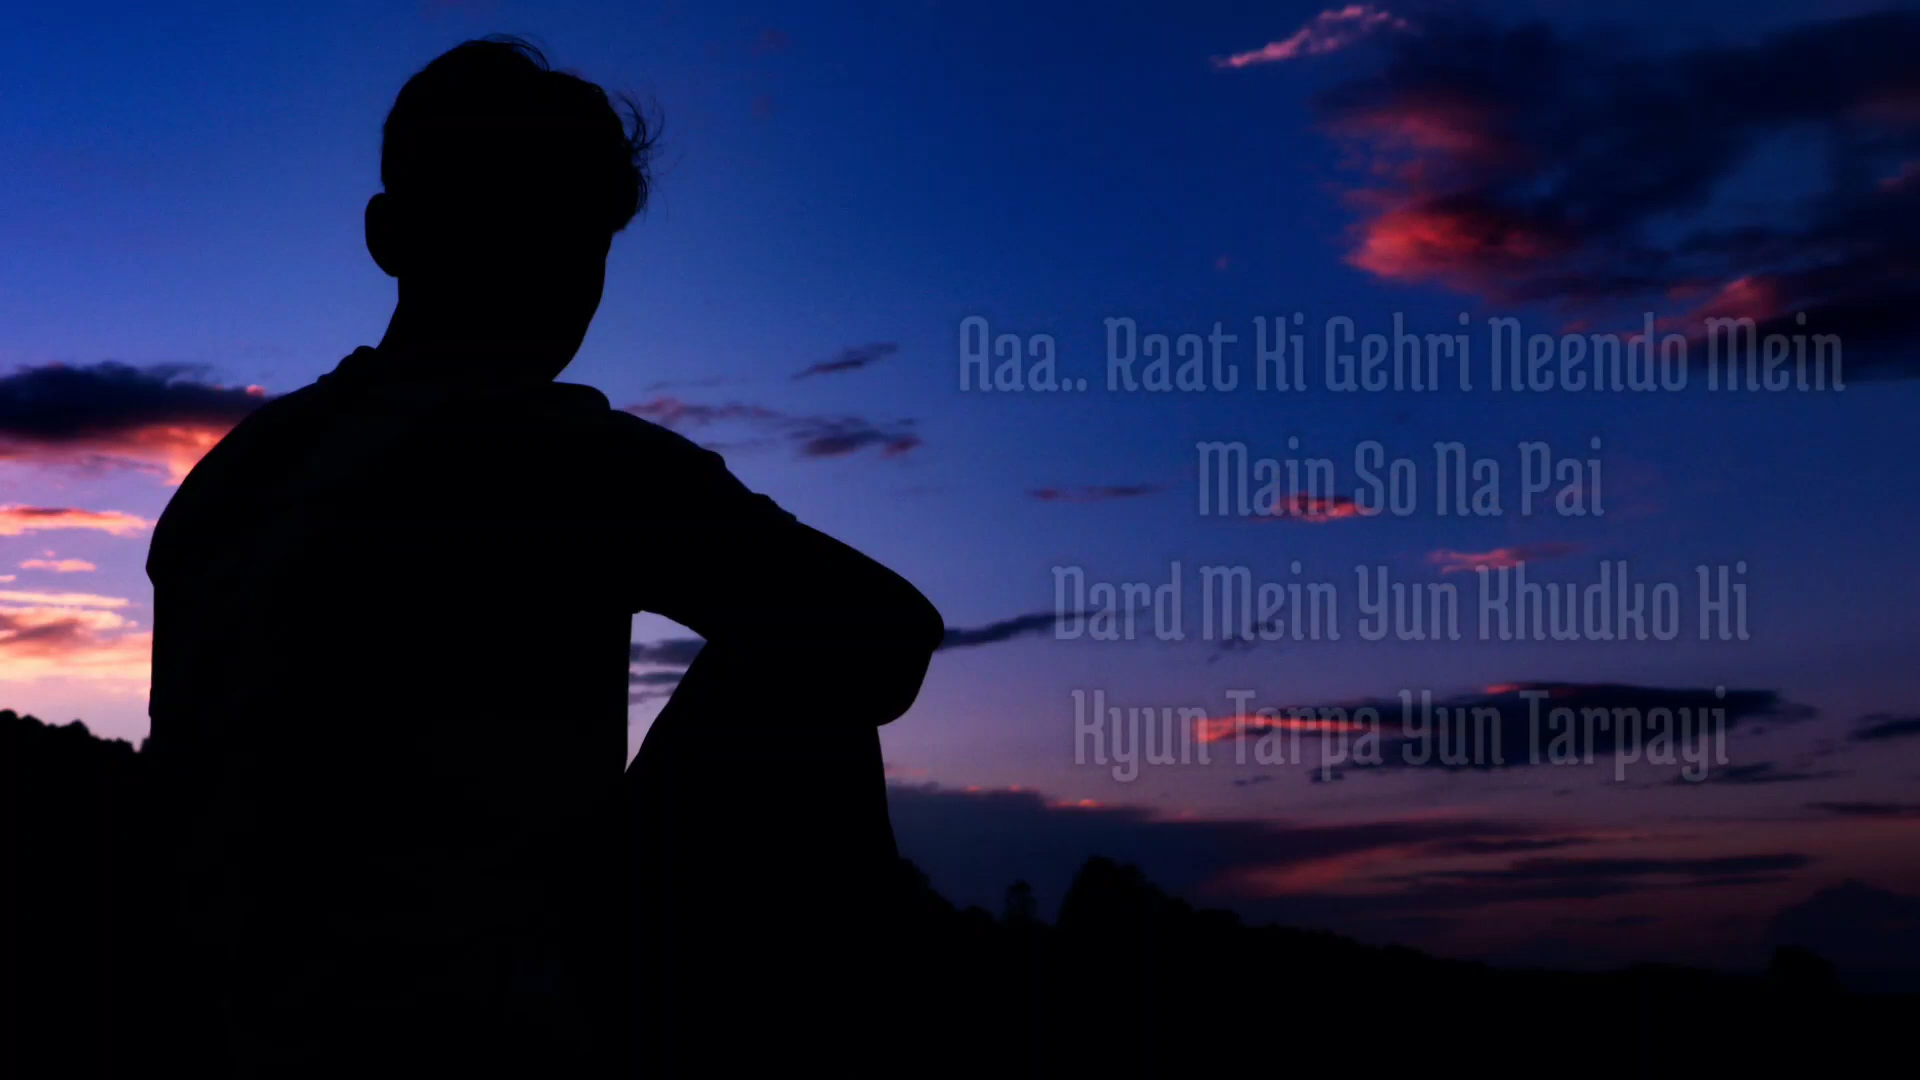 Aaa.. Raat Ki Gehri Neendo Mein
Main So Na Pai
Dard Mein Yun Khudko Hi
Kyun Tarpa Yun Tarpayi